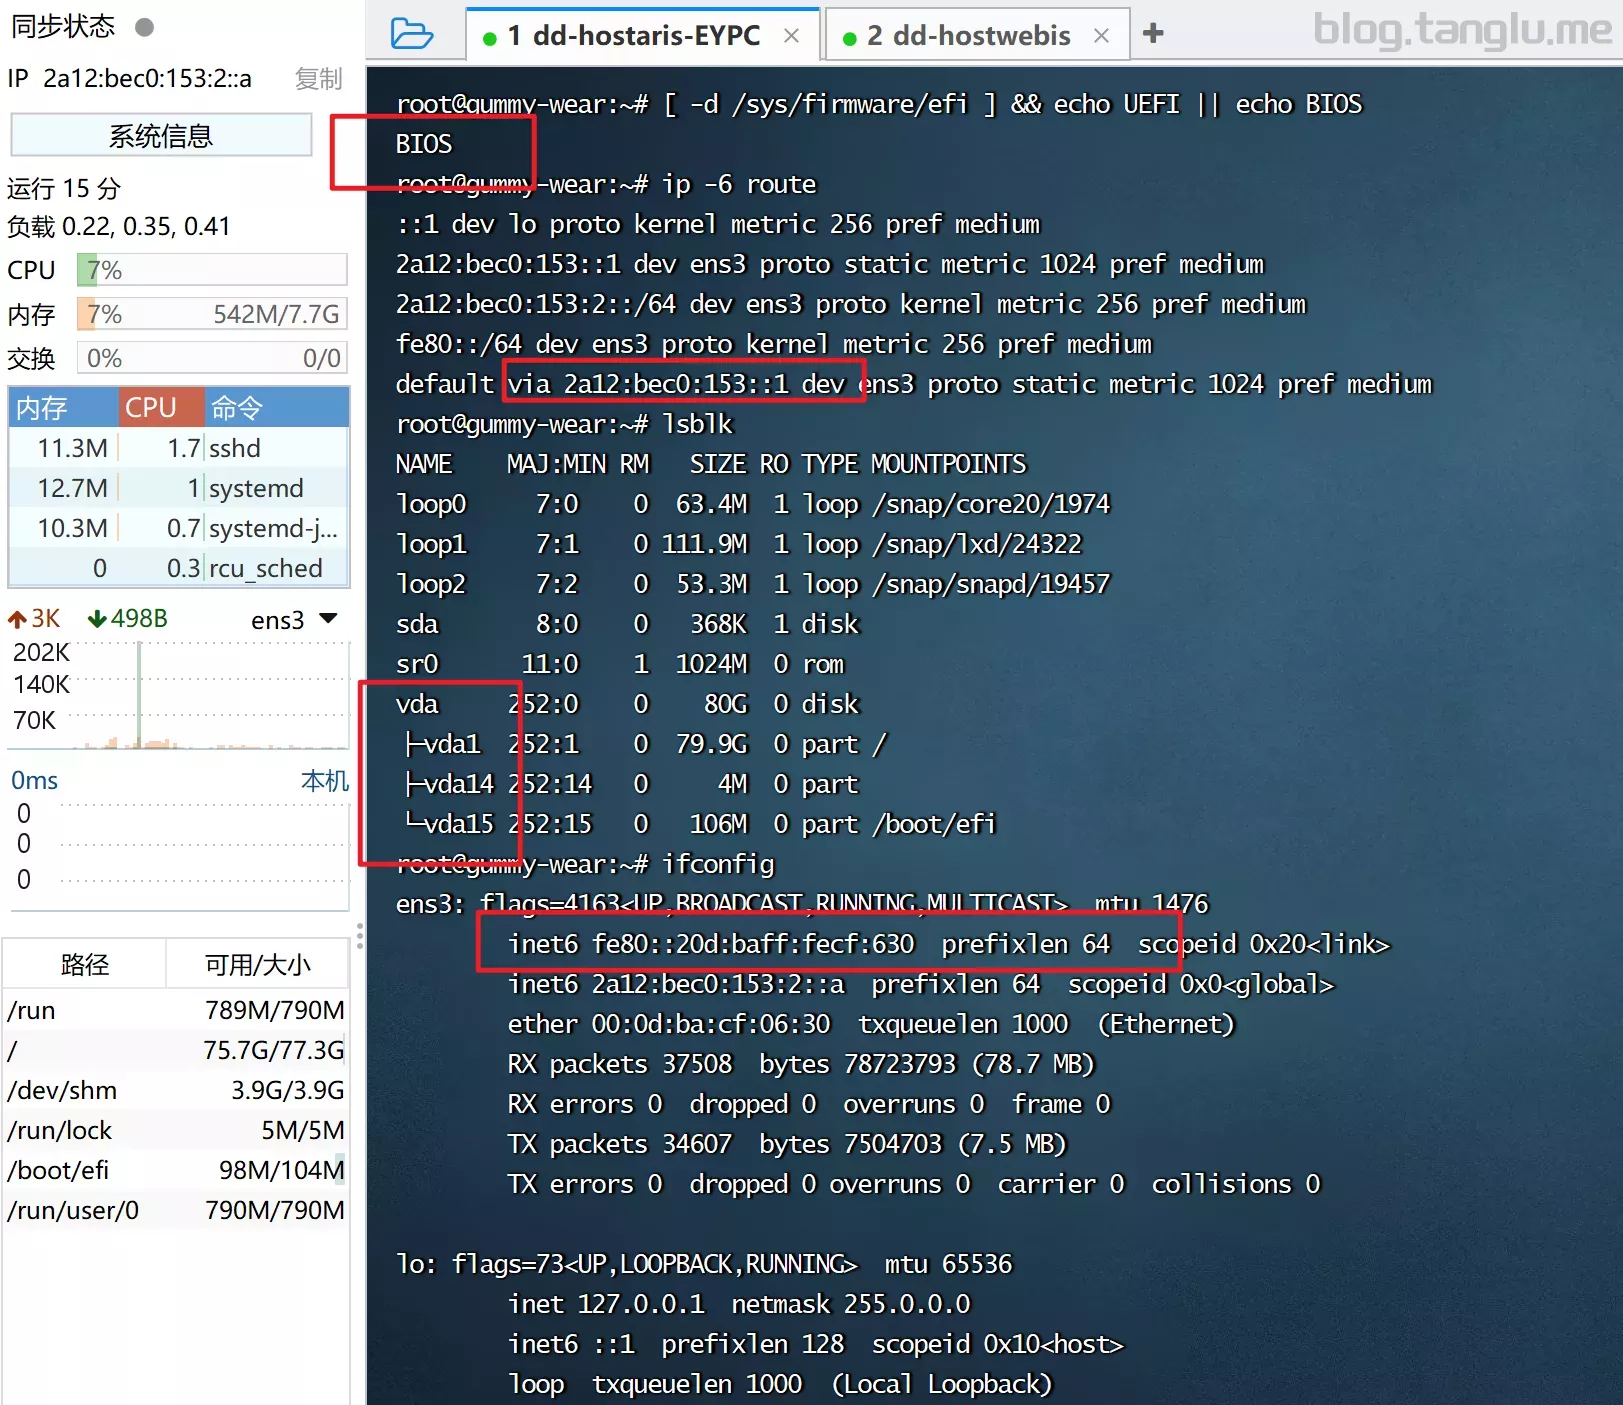 同步状态
IP 2a12:bec0:153:2::a 复制
系统信息
运行 15 分
负载 0.22, 0.35, 0.41
CPU 7%
内存 7% 542M/7.7G
交换 0% 0/0
内存 CPU 命令
11.3M 1.7 sshd
12.7M 1 systemd
10.3M 0.7 systemd-j...
0 0.3 rcu_sched
3K 498B ens3
202K
140K
70K
0ms 本机
0
0
0
路径 可用/大小
/run 789M/790M
/ 75.7G/77.3G
/dev/shm 3.9G/3.9G
/run/lock 5M/5M
/boot/efi 98M/104M
/run/user/0 790M/790M
1 dd-hostaris-EYPC × 2 dd-hostwebis × +
blog.tanglu.me
root@gummy-wear:~# [ -d /sys/firmware/efi ] && echo UEFI || echo BIOS
BIOS
root@gummy-wear:~# ip -6 route
::1 dev lo proto kernel metric 256 pref medium
2a12:bec0:153::1 dev ens3 proto static metric 1024 pref medium
2a12:bec0:153:2::/64 dev ens3 proto kernel metric 256 pref medium
fe80::/64 dev ens3 proto kernel metric 256 pref medium
default via 2a12:bec0:153::1 dev ens3 proto static metric 1024 pref medium
root@gummy-wear:~# lsblk
NAME MAJ:MIN RM SIZE RO TYPE MOUNTPOINTS
loop0 7:0 0 63.4M 1 loop /snap/core20/1974
loop1 7:1 0 111.9M 1 loop /snap/lxd/24322
loop2 7:2 0 53.3M 1 loop /snap/snapd/19457
sda 8:0 0 368K 1 disk
sr0 11:0 1 1024M 0 rom
vda 252:0 0 80G 0 disk
├─vda1 252:1 0 79.9G 0 part /
├─vda14 252:14 0 4M 0 part
└─vda15 252:15 0 106M 0 part /boot/efi
root@gummy-wear:~# ifconfig
ens3: flags=4163<UP,BROADCAST,RUNNING,MULTICAST> mtu 1476
inet6 fe80::20d:baff:fecf:630 prefixlen 64 scopeid 0x20<link>
inet6 2a12:bec0:153:2::a prefixlen 64 scopeid 0x0<global>
ether 00:0d:ba:cf:06:30 txqueuelen 1000 (Ethernet)
RX packets 37508 bytes 78723793 (78.7 MB)
RX errors 0 dropped 0 overruns 0 frame 0
TX packets 34607 bytes 7504703 (7.5 MB)
TX errors 0 dropped 0 overruns 0 carrier 0 collisions 0
lo: flags=73<UP,LOOPBACK,RUNNING> mtu 65536
inet 127.0.0.1 netmask 255.0.0.0
inet6 ::1 prefixlen 128 scopeid 0x10<host>
loop txqueuelen 1000 (Local Loopback)